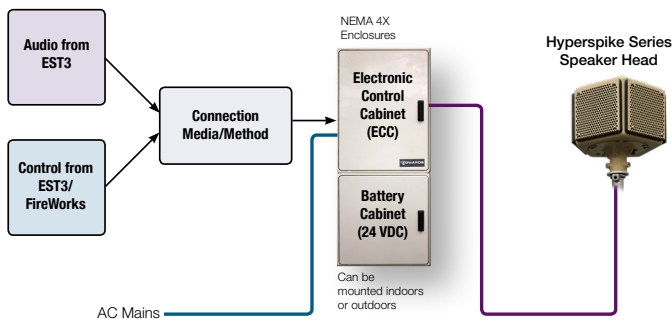 Audio from
EST3
Control from
EST3/
FireWorks
Connection
Media/Method
NEMA 4X
Enclosures
Electronic
Control
Cabinet
(ECC)
Battery
Cabinet
(24 VDC)
Can be
mounted indoors
or outdoors
AC Mains
Hyperspike Series
Speaker Head